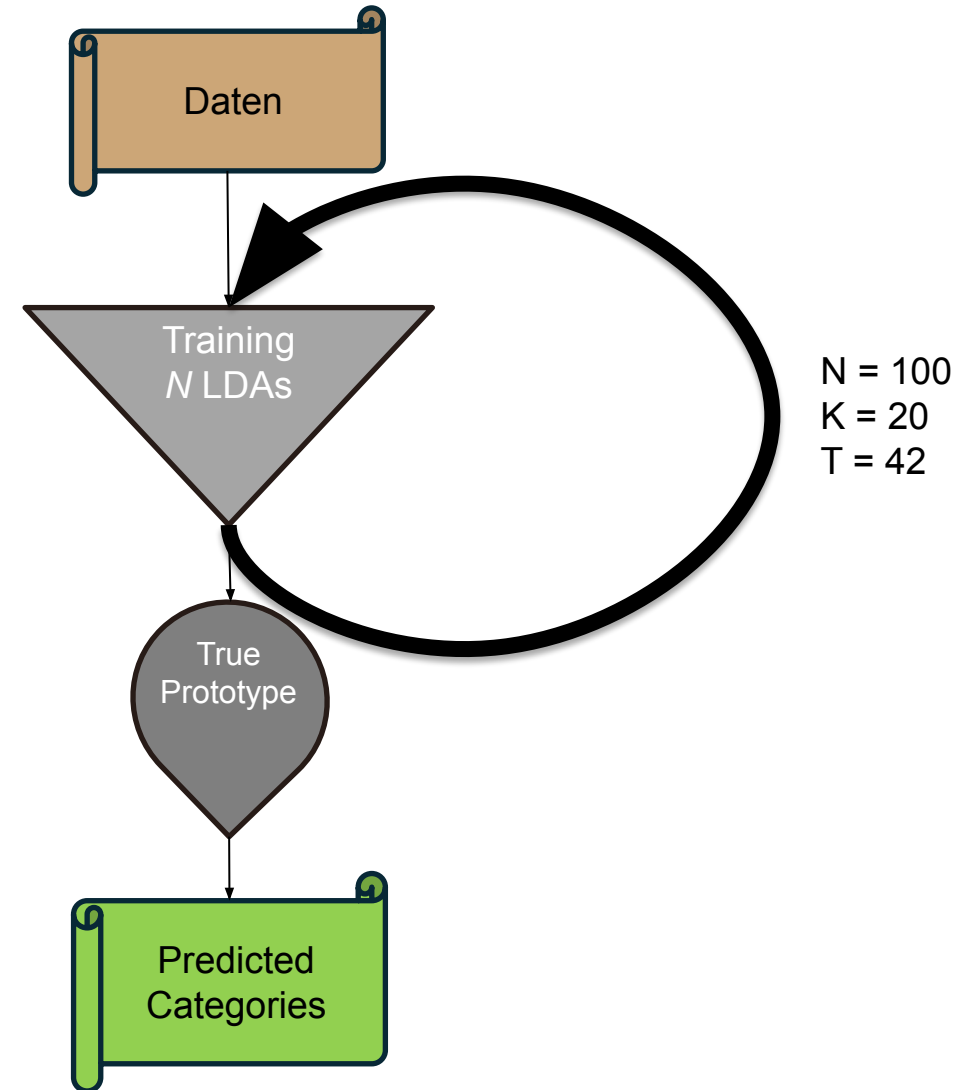 Daten
Training
N LDAs
N = 100
K = 20
T = 42
True
Prototype
Predicted
Categories